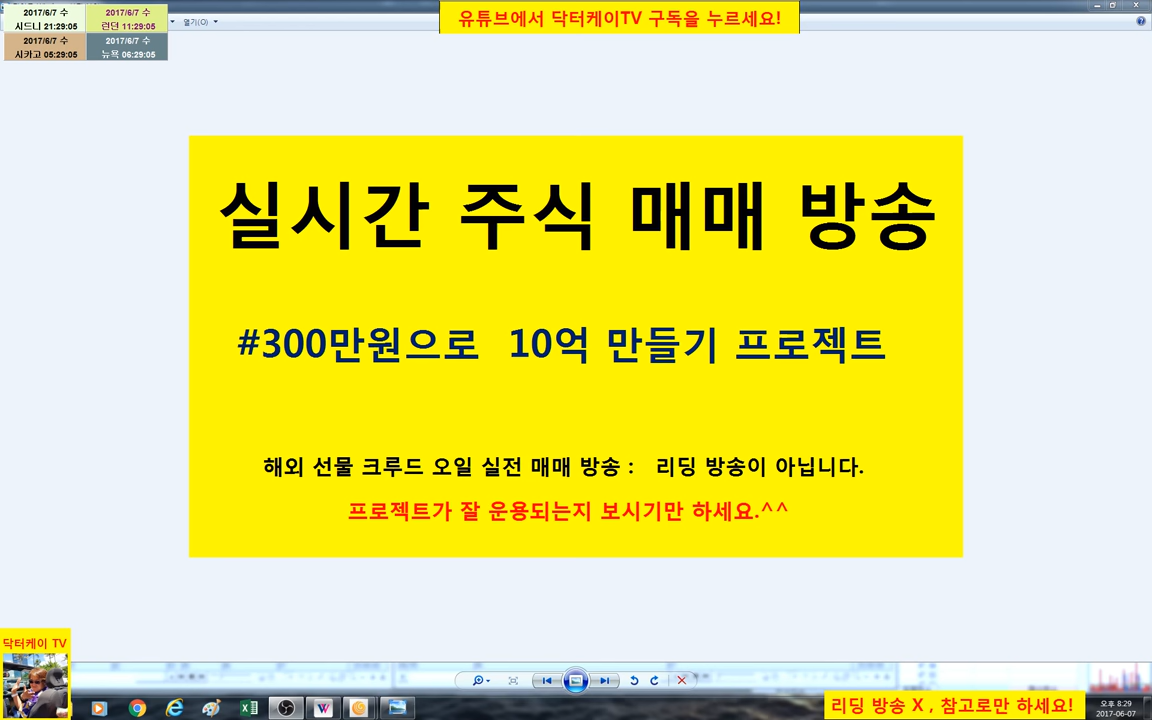 2017/6/7 수
시드니 21:29:05
2017/6/7 수
런던 11:29:05
2017/6/7 수
시카고 05:29:05
2017/6/7 수
뉴욕 06:29:05
열기(O)
유튜브에서 닥터케이TV 구독을 누르세요!
실시간 주식 매매 방송
#300만원으로 10억 만들기 프로젝트
해외 선물 크루드 오일 실전 매매 방송 : 리딩 방송이 아닙니다.
프로젝트가 잘 운용되는지 보시기만 하세요.^^
닥터케이 TV
리딩 방송 X , 참고로만 하세요!
오후 8:29
2017-06-07